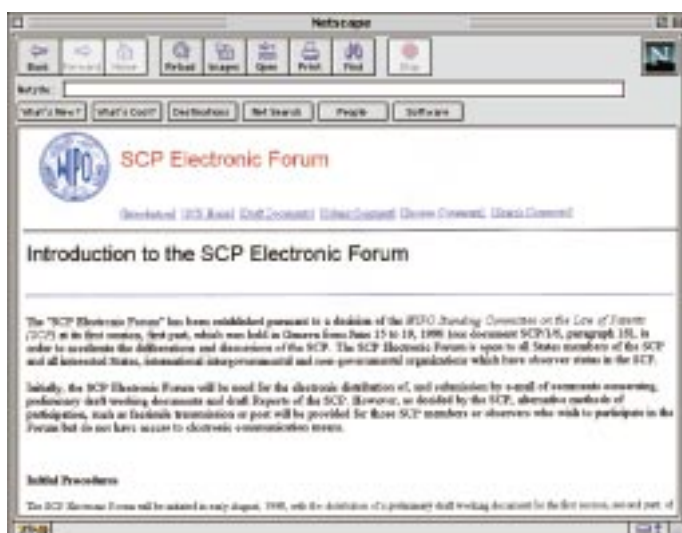 Netscape
Back Forward Home Reload Images Open Print Find Stop
What's New? What's Cool? Destinations Net Search People Software
WIPO
SCP Electronic Forum
Introduction to the SCP Electronic Forum
The "SCP Electronic Forum" has been established pursuant to a decision of the WIPO Standing Committee on the Law of Patents
(SCP) at its first session, first part, which was held in Geneva from June 15 to 19, 1998 (see document SCP/1/6, paragraph), in
order to accelerate the deliberations and discussions of the SCP. The SCP Electronic Forum is open to all States members of the SCP
and all interested States, international intergovernmental and non-governmental organizations which have observer status in the SCP.
Initially, the SCP Electronic Forum will be used for the electronic distribution of, and submission by e-mail of comments concerning,
preliminary draft working documents and draft Reports of the SCP. However, as decided by the SCP, alternative methods of
participation, such as facsimile transmission or post will be provided for those SCP members or observers who wish to participate in the
Forum but do not have access to electronic communication means.
Initial Procedures
The SCP Electronic Forum will be initiated in early August, 1998, with the distribution of a preliminary draft working document for the first session, second part, of